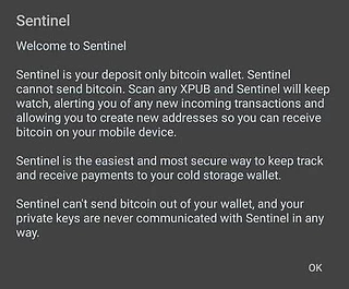 Sentinel
Welcome to Sentinel
Sentinel is your deposit only bitcoin wallet. Sentinel
cannot send bitcoin. Scan any XPUB and Sentinel will keep
watch, alerting you of any new incoming transactions and
allowing you to create new addresses so you can receive
bitcoin on your mobile device.
Sentinel is the easiest and most secure way to keep track
and receive payments to your cold storage wallet.
Sentinel can't send bitcoin out of your wallet, and your
private keys are never communicated with Sentinel in any
way.
OK